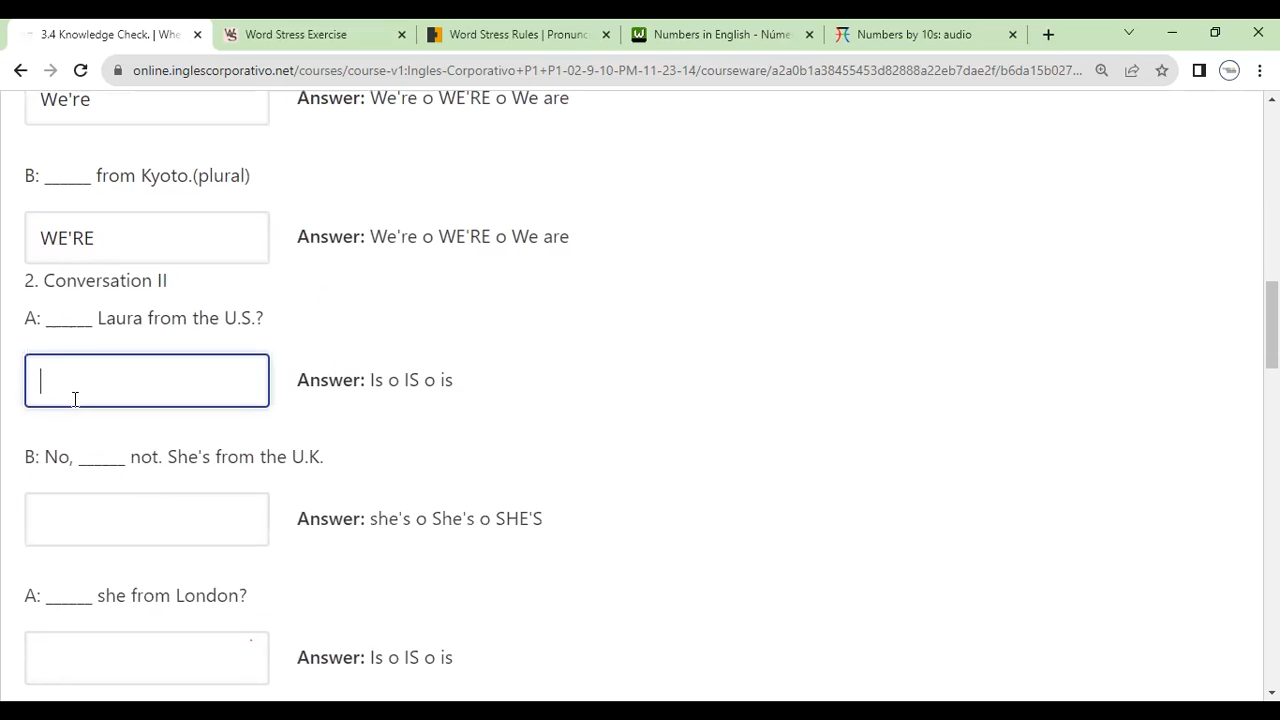 3.4 Knowledge Check. | Whe
Word Stress Exercise
Word Stress Rules | Pronunc
Numbers in English - Núme
Numbers by 10s: audio
online.inglescorporativo.net/courses/course-v1:Ingles-Corporativo+P1+P1-02-9-10-PM-11-23-14/courseware/a2a0b1a38455453d82888a22eb7dae2f/b6da15b027...
We're
Answer: We're o WE'RE o We are
B: ______ from Kyoto.(plural)
WE'RE
Answer: We're o WE'RE o We are
2. Conversation II
A: ______ Laura from the U.S.?
Answer: Is o IS o is
B: No, ______ not. She's from the U.K.
Answer: she's o She's o SHE'S
A: ______ she from London?
Answer: Is o IS o is